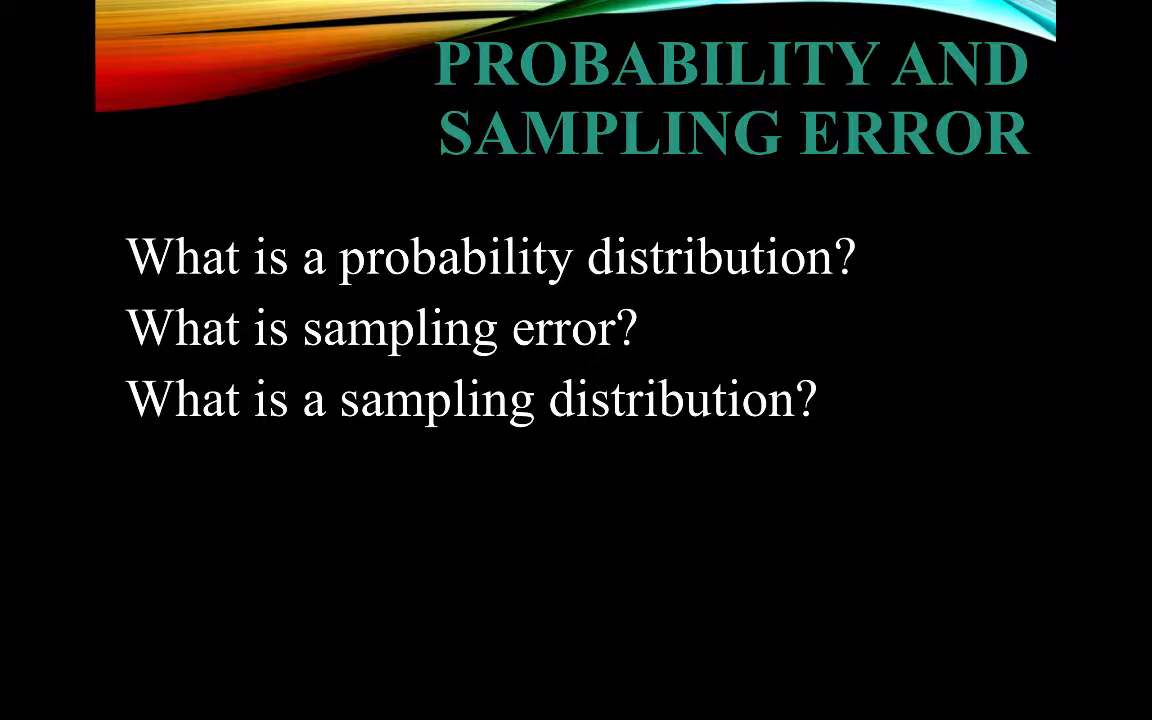 PROBABILITY AND
SAMPLING ERROR
What is a probability distribution?
What is sampling error?
What is a sampling distribution?